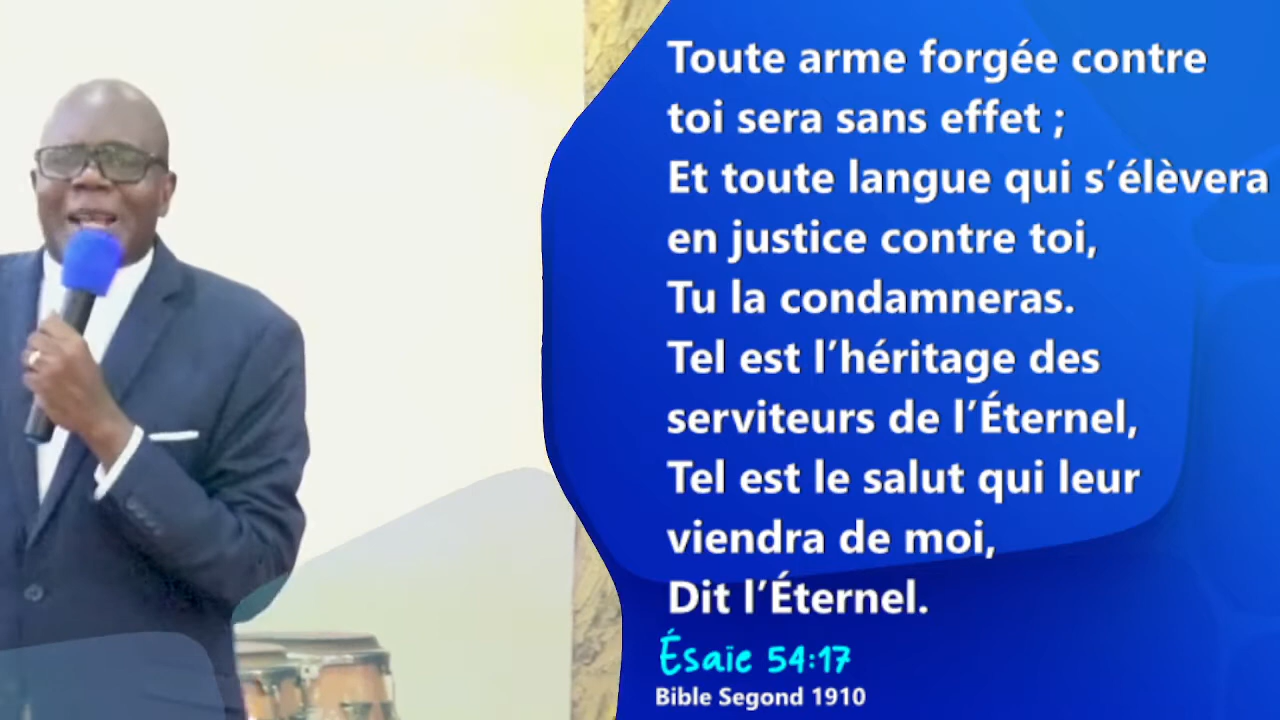 Toute arme forgée contre
toi sera sans effet ;
Et toute langue qui s’élèvera
en justice contre toi,
Tu la condamneras.
Tel est l’héritage des
serviteurs de l’Éternel,
Tel est le salut qui leur
viendra de moi,
Dit l’Éternel.
Ésaïe 54:17
Bible Segond 1910